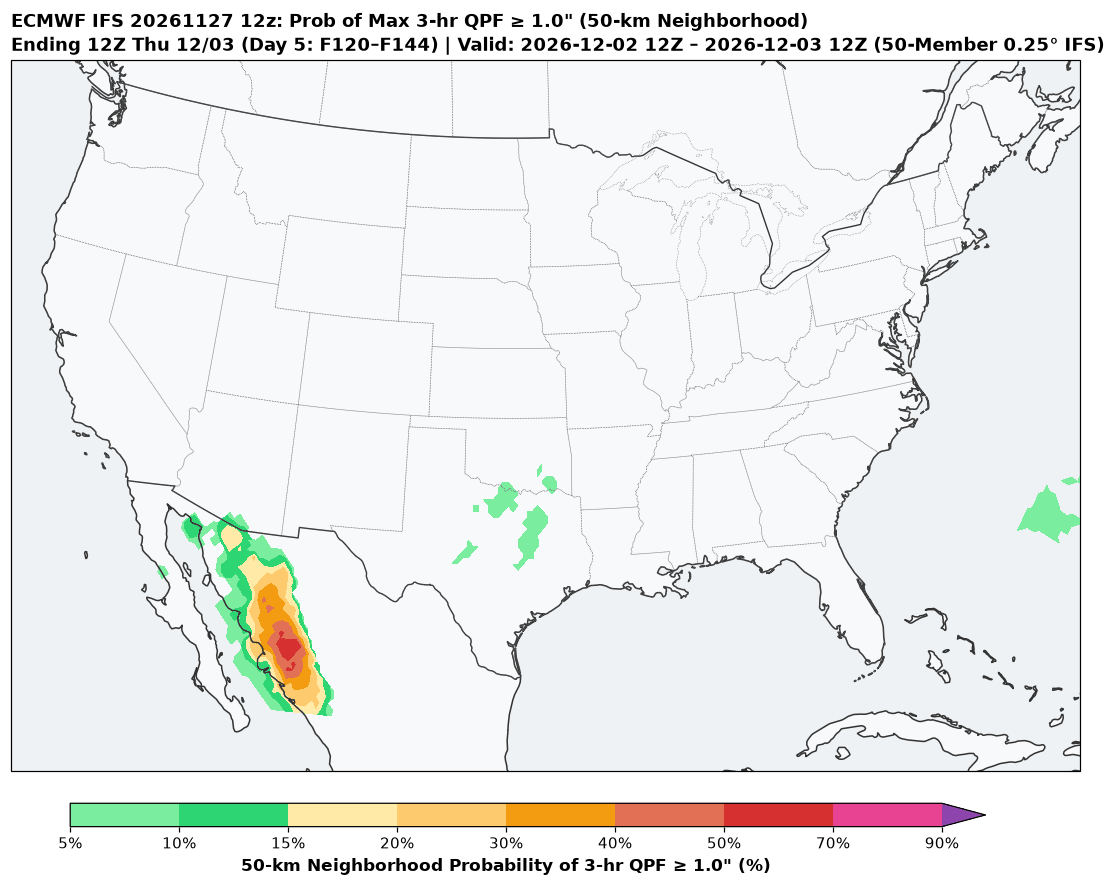 ECMWF IFS 20261127 12z: Prob of Max 3-hr QPF ≥ 1.0" (50-km Neighborhood)
Ending 12Z Thu 12/03 (Day 5: F120–F144) | Valid: 2026-12-02 12Z – 2026-12-03 12Z (50-Member 0.25° IFS)
5% 10% 15% 20% 30% 40% 50% 70% 90%
50-km Neighborhood Probability of 3-hr QPF ≥ 1.0" (%)